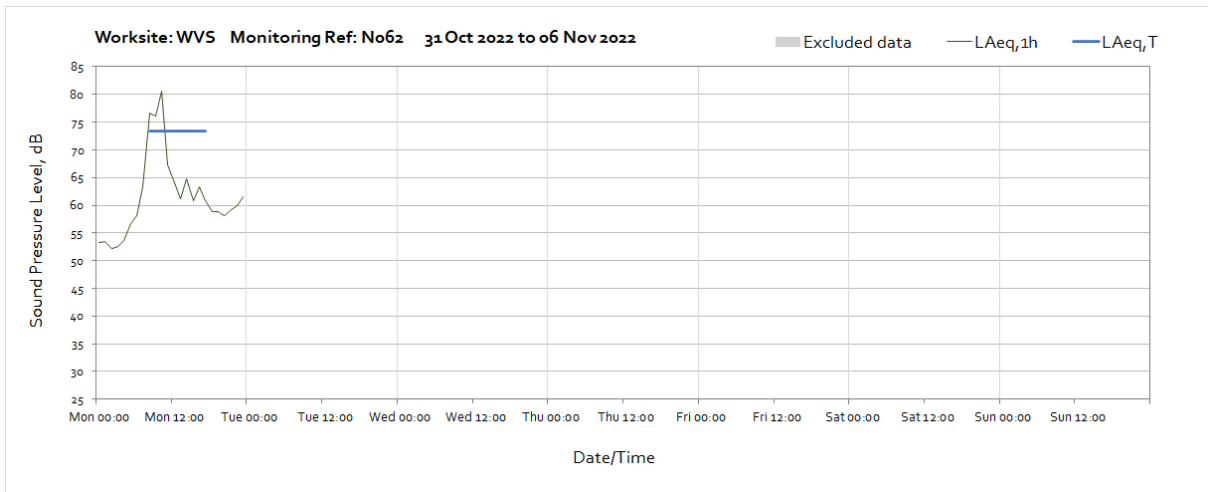 Worksite: WVS Monitoring Ref: N062 31 Oct 2022 to 06 Nov 2022
Excluded data LAeq,1h LAeq,T
85
80
75
70
65
60
55
50
45
40
35
30
25
Sound Pressure Level, dB
Mon 00:00 Mon 12:00 Tue 00:00 Tue 12:00 Wed 00:00 Wed 12:00 Thu 00:00 Thu 12:00 Fri 00:00 Fri 12:00 Sat 00:00 Sat 12:00 Sun 00:00 Sun 12:00
Date/Time